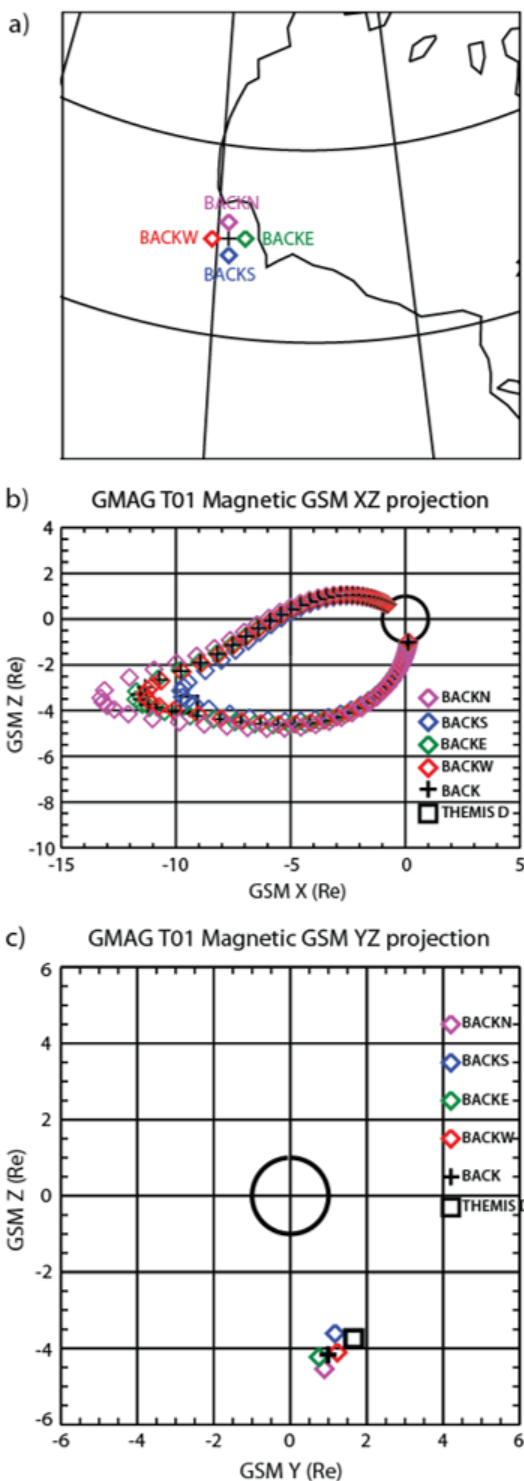 a)
BACKN
BACKW
BACKE
BACKS
b)
GMAG T01 Magnetic GSM XZ projection
4
2
0
-2
-4
-6
-8
-10
GSM Z (Re)
BACKN
BACKS
BACKE
BACKW
BACK
THEMIS D
-15 -10 -5 0 5
GSM X (Re)
c)
GMAG T01 Magnetic GSM YZ projection
6
4
2
0
-2
-4
-6
GSM Z (Re)
BACKN
BACKS
BACKE
BACKW
BACK
THEMIS D
-6 -4 -2 0 2 4 6
GSM Y (Re)